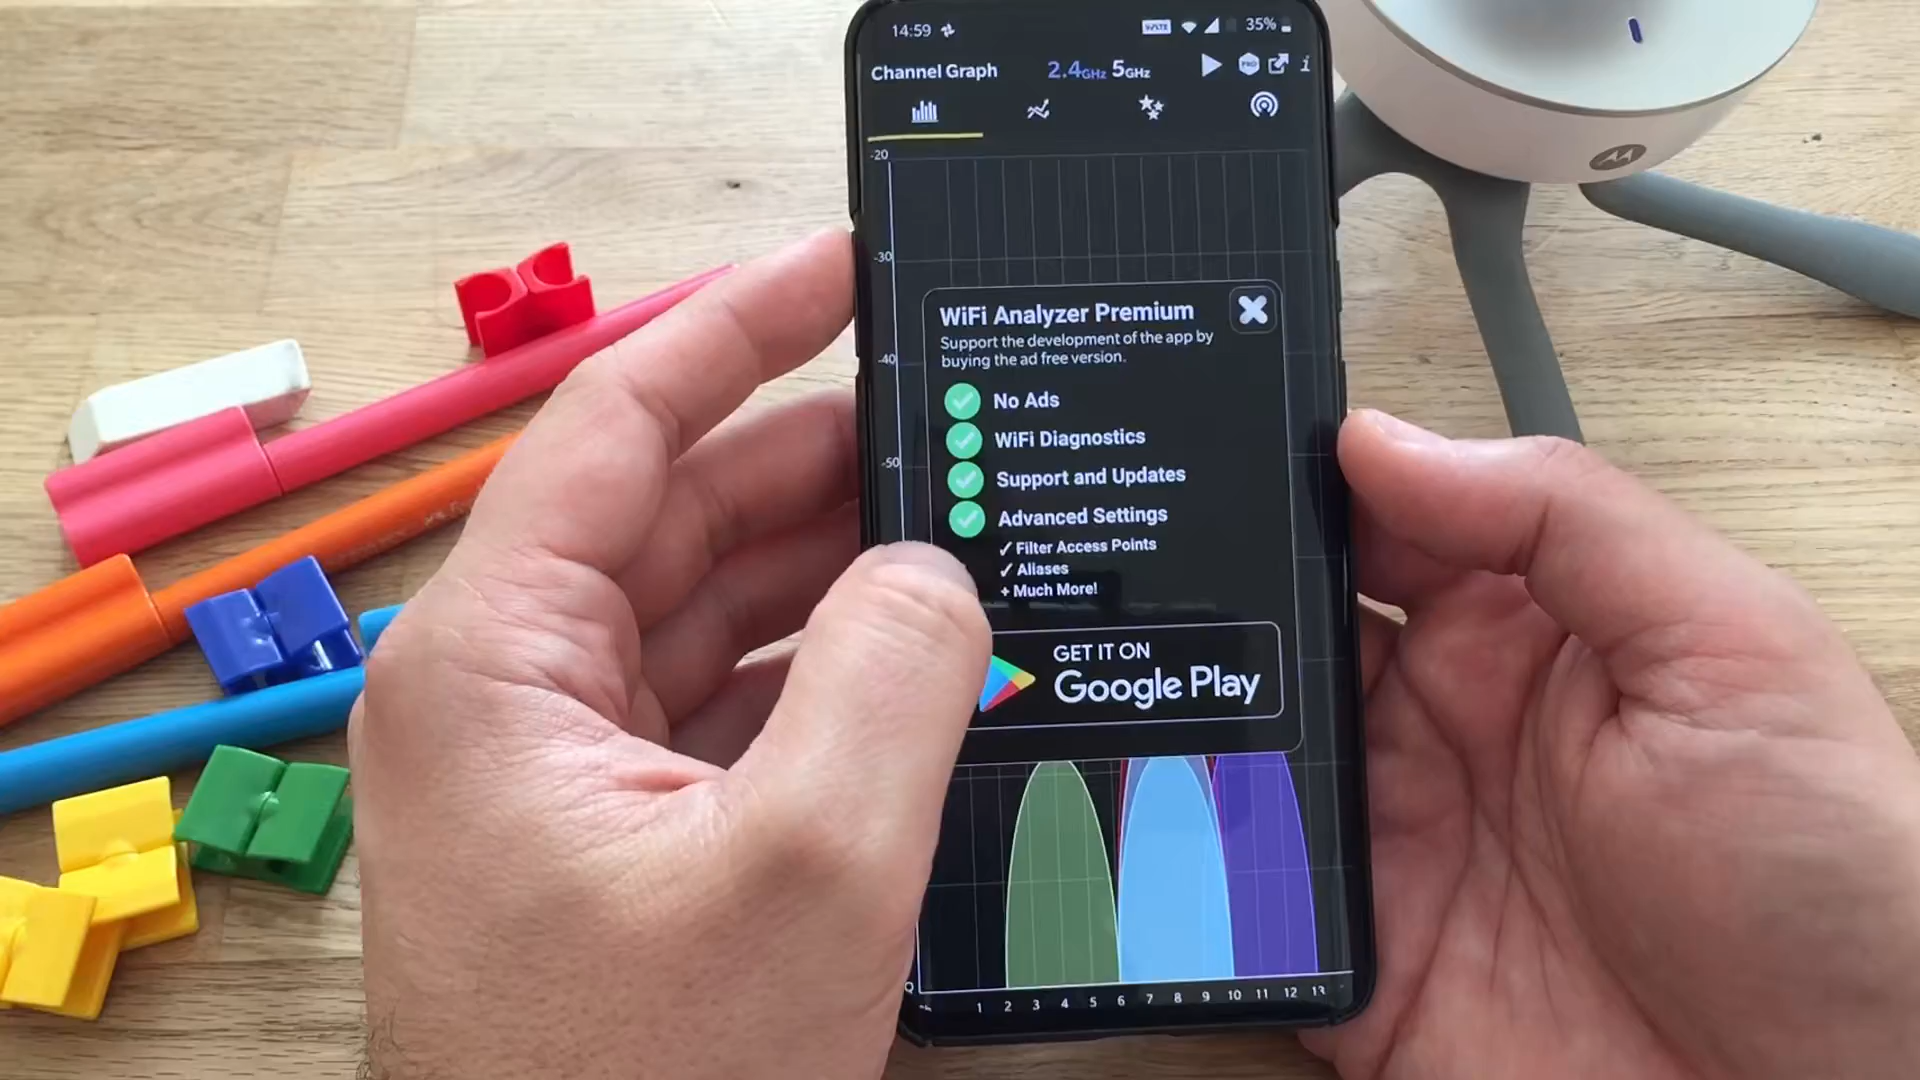 14:59
VoLTE
35%
Channel Graph
2.4GHz 5GHz
PRO
i
-20
-30
-40
-50
WiFi Analyzer Premium
Support the development of the app by
buying the ad free version.
No Ads
WiFi Diagnostics
Support and Updates
Advanced Settings
✓ Filter Access Points
✓ Aliases
+ Much More!
GET IT ON
Google Play
1 2 3 4 5 6 7 8 9 10 11 12 13